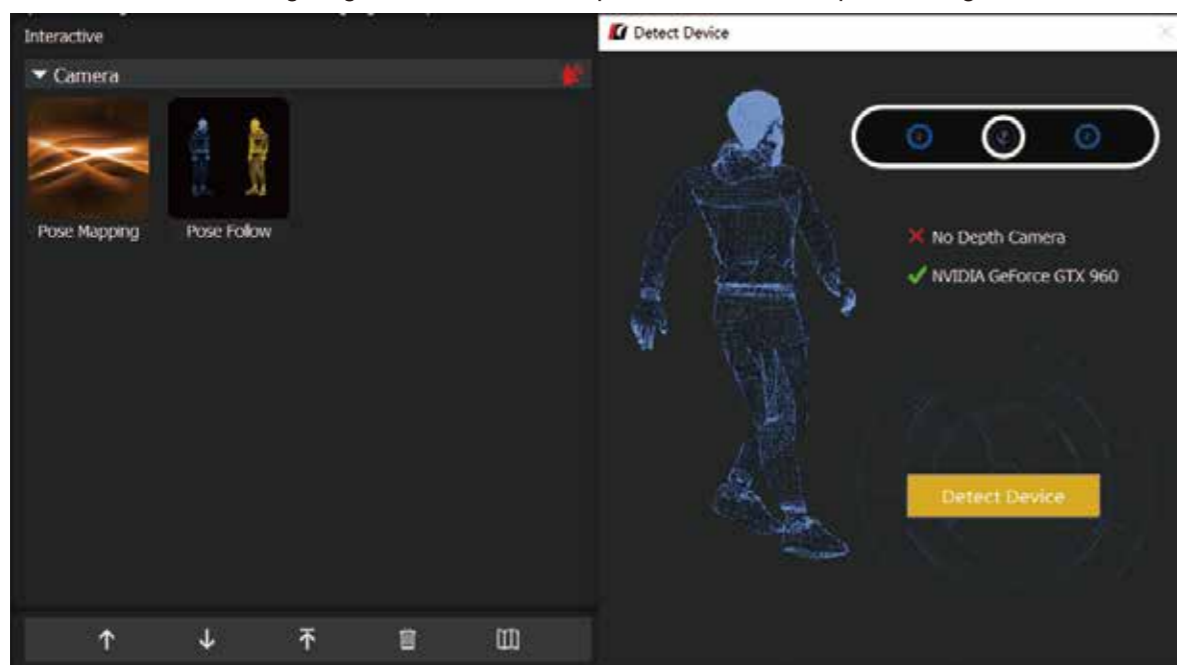 Interactive
Camera
Pose Mapping
Pose Follow
Detect Device
No Depth Camera
NVIDIA GeForce GTX 960
Detect Device